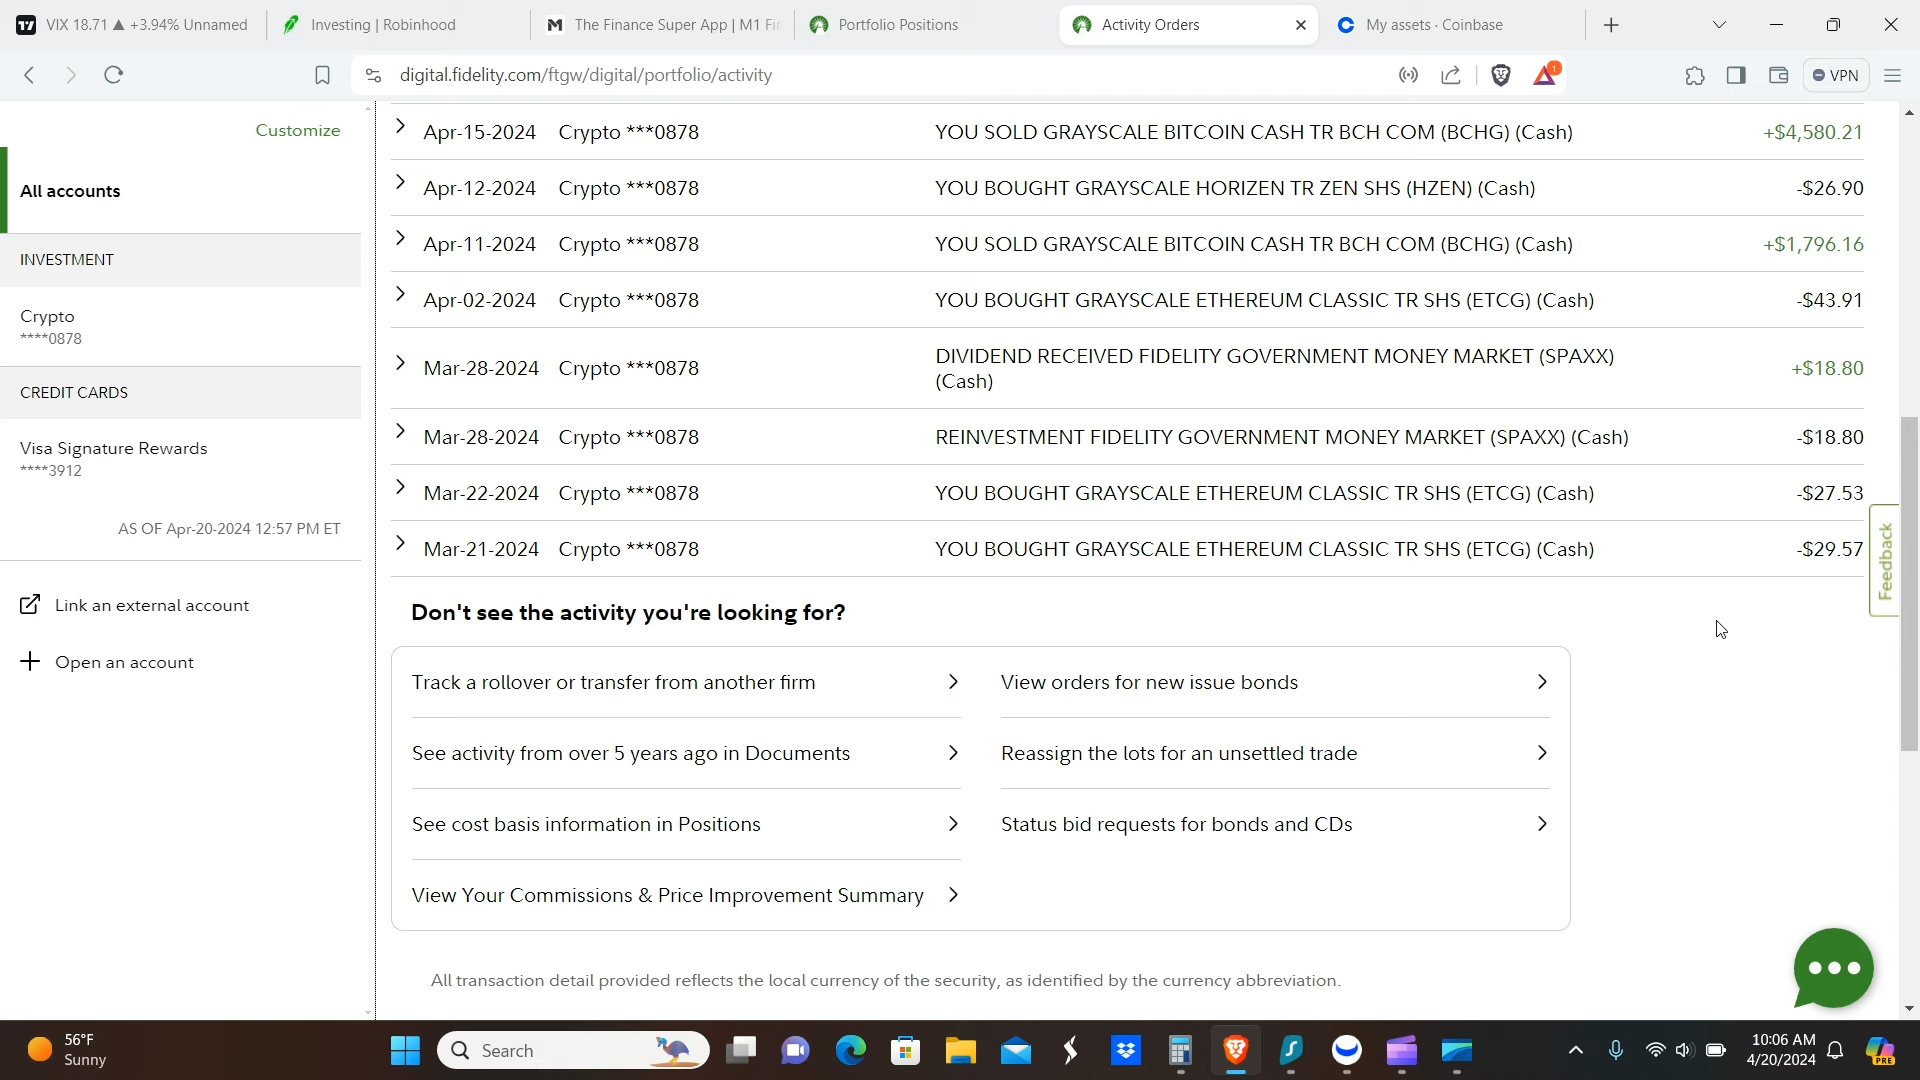 VIX 18.71 ▲ +3.94% Unnamed
Investing | Robinhood
The Finance Super App | M1 Fi
Portfolio Positions
Activity Orders
My assets · Coinbase
digital.fidelity.com/ftgw/digital/portfolio/activity
1
VPN
Customize
All accounts
INVESTMENT
Crypto
****0878
CREDIT CARDS
Visa Signature Rewards
****3912
AS OF Apr-20-2024 12:57 PM ET
Link an external account
Open an account
Apr-15-2024 Crypto ***0878 YOU SOLD GRAYSCALE BITCOIN CASH TR BCH COM (BCHG) (Cash) +$4,580.21
Apr-12-2024 Crypto ***0878 YOU BOUGHT GRAYSCALE HORIZEN TR ZEN SHS (HZEN) (Cash) -$26.90
Apr-11-2024 Crypto ***0878 YOU SOLD GRAYSCALE BITCOIN CASH TR BCH COM (BCHG) (Cash) +$1,796.16
Apr-02-2024 Crypto ***0878 YOU BOUGHT GRAYSCALE ETHEREUM CLASSIC TR SHS (ETCG) (Cash) -$43.91
Mar-28-2024 Crypto ***0878 DIVIDEND RECEIVED FIDELITY GOVERNMENT MONEY MARKET (SPAXX)
(Cash) +$18.80
Mar-28-2024 Crypto ***0878 REINVESTMENT FIDELITY GOVERNMENT MONEY MARKET (SPAXX) (Cash) -$18.80
Mar-22-2024 Crypto ***0878 YOU BOUGHT GRAYSCALE ETHEREUM CLASSIC TR SHS (ETCG) (Cash) -$27.53
Mar-21-2024 Crypto ***0878 YOU BOUGHT GRAYSCALE ETHEREUM CLASSIC TR SHS (ETCG) (Cash) -$29.57
Feedback
Don't see the activity you're looking for?
Track a rollover or transfer from another firm
View orders for new issue bonds
See activity from over 5 years ago in Documents
Reassign the lots for an unsettled trade
See cost basis information in Positions
Status bid requests for bonds and CDs
View Your Commissions & Price Improvement Summary
All transaction detail provided reflects the local currency of the security, as identified by the currency abbreviation.
56°F
Sunny
Search
10:06 AM
4/20/2024
PRE